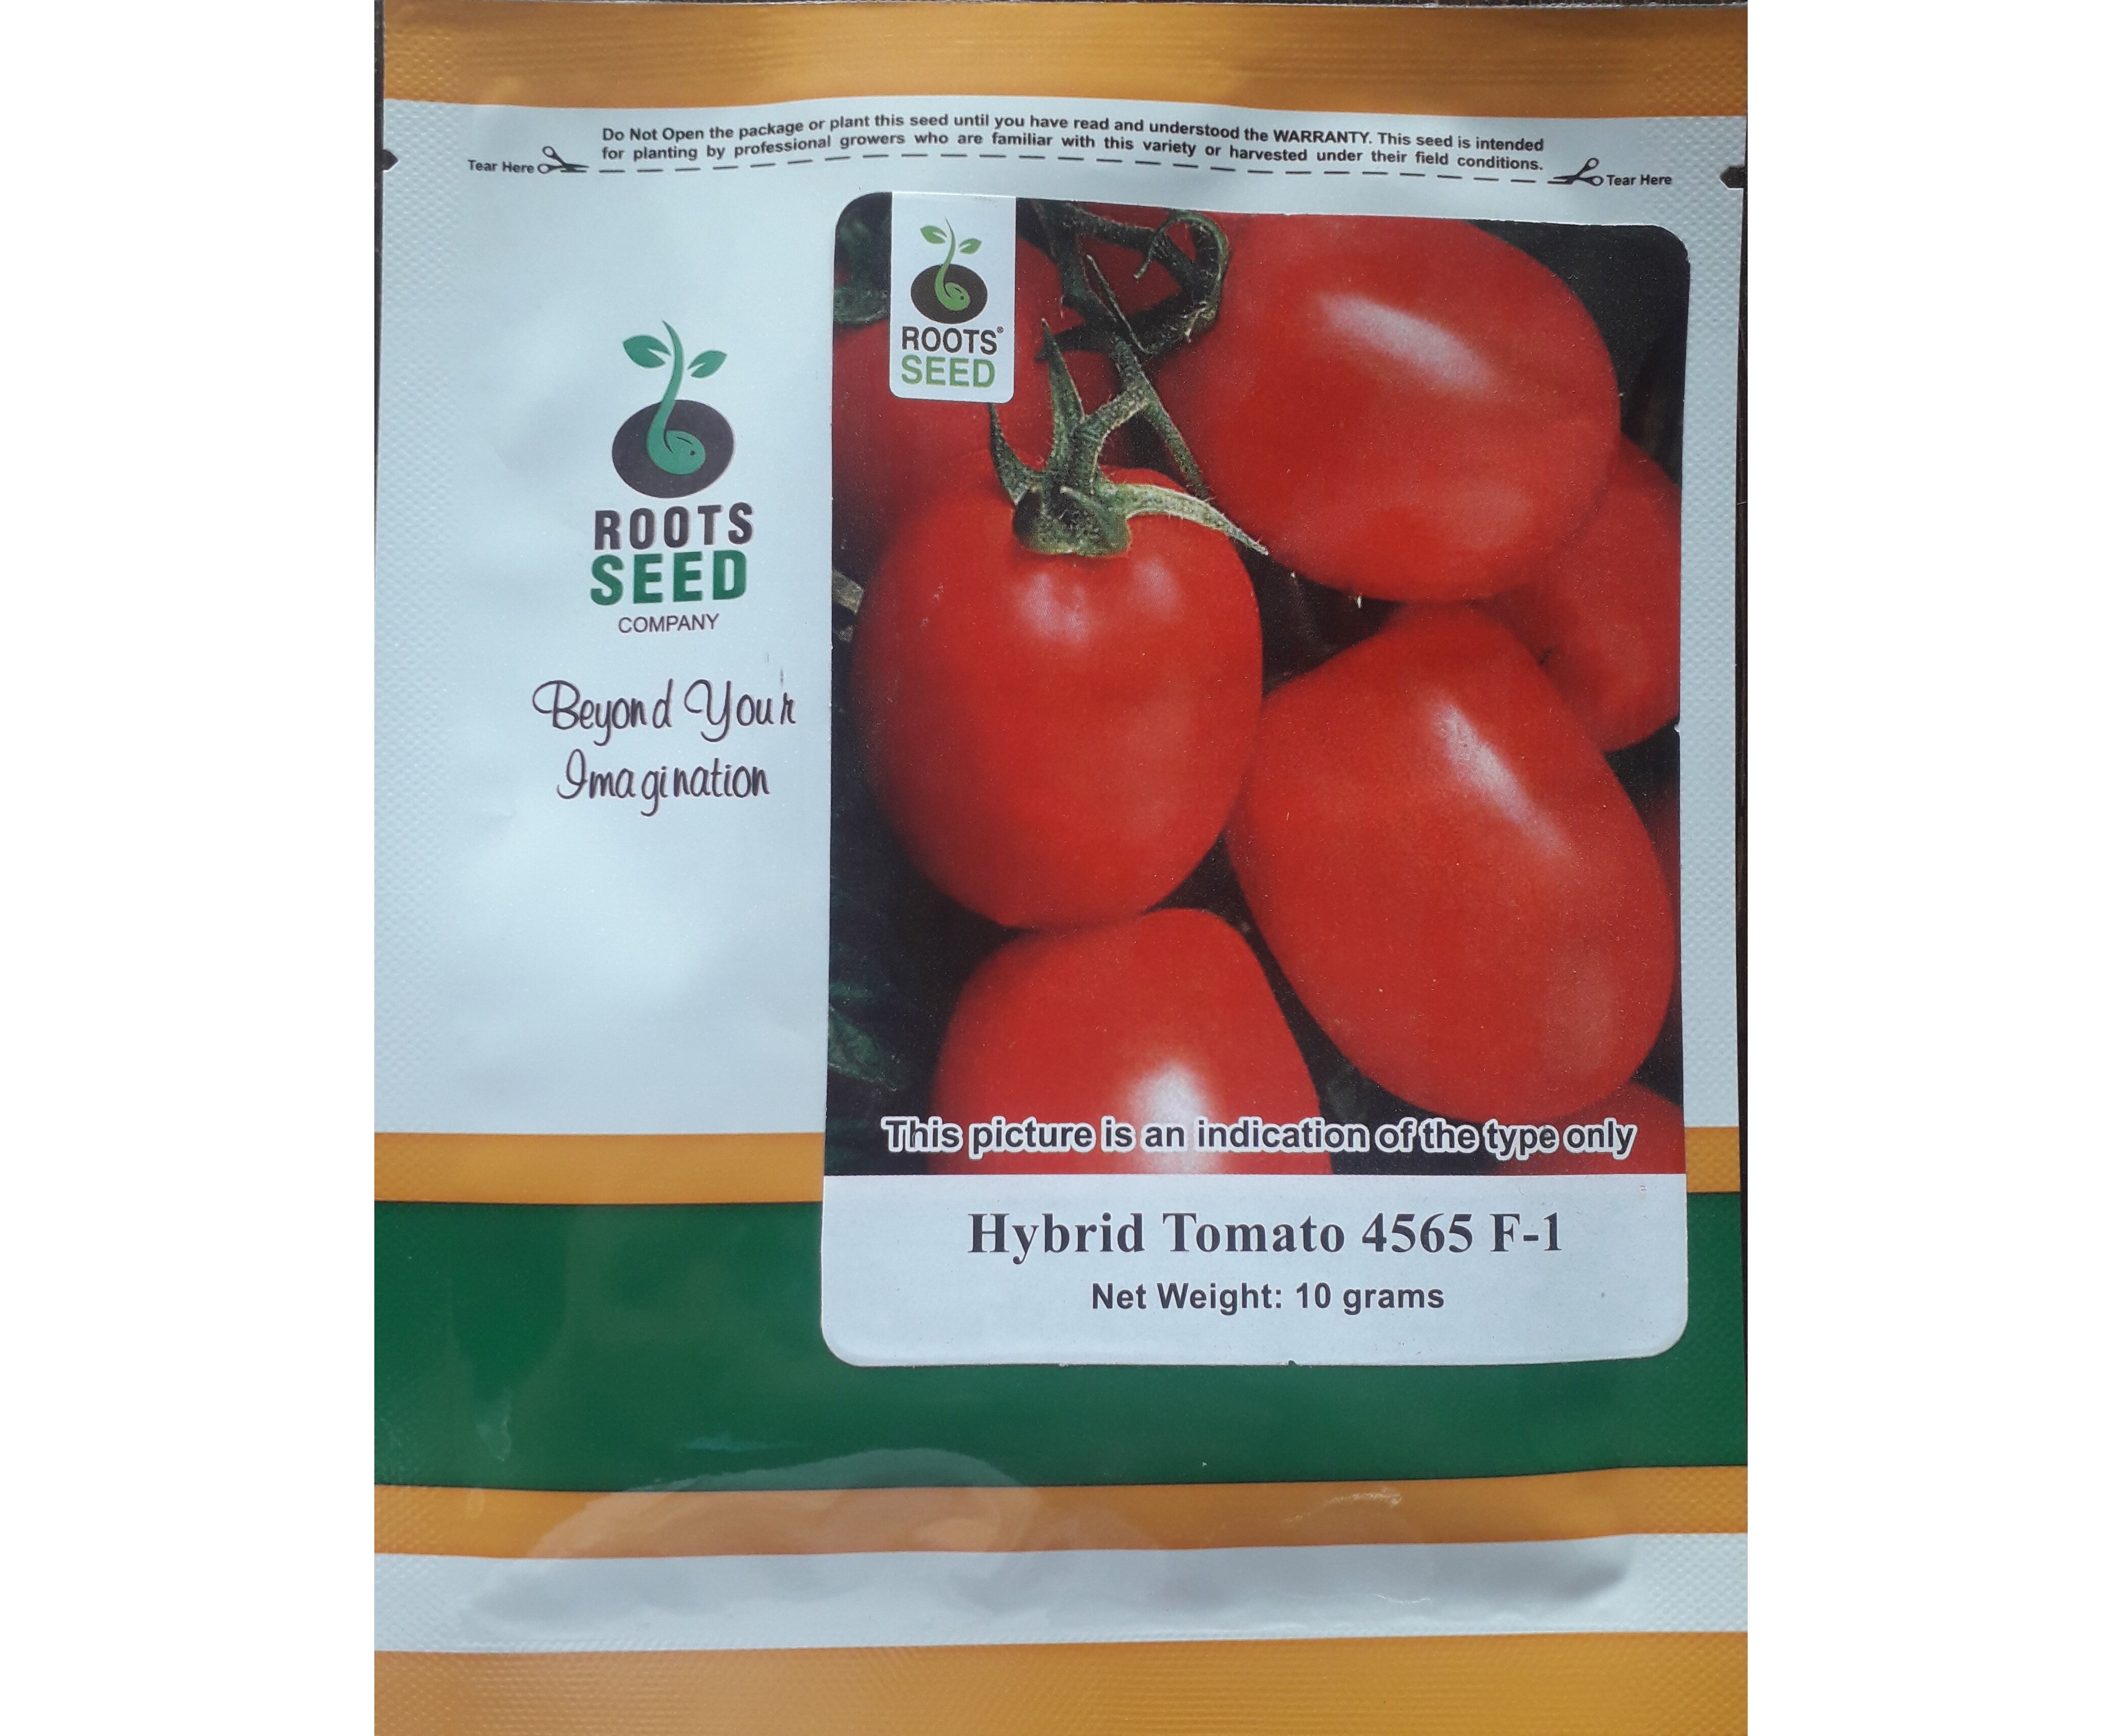 Do Not Open the package or plant this seed until you have read and understood the WARRANTY. This seed is intended
for planting by professional growers who are familiar with this variety or harvested under their field conditions.
Tear Here
Tear Here
ROOTS®
SEED
ROOTS
SEED
COMPANY
Beyond Your
Imagination
This picture is an indication of the type only
Hybrid Tomato 4565 F-1
Net Weight: 10 grams